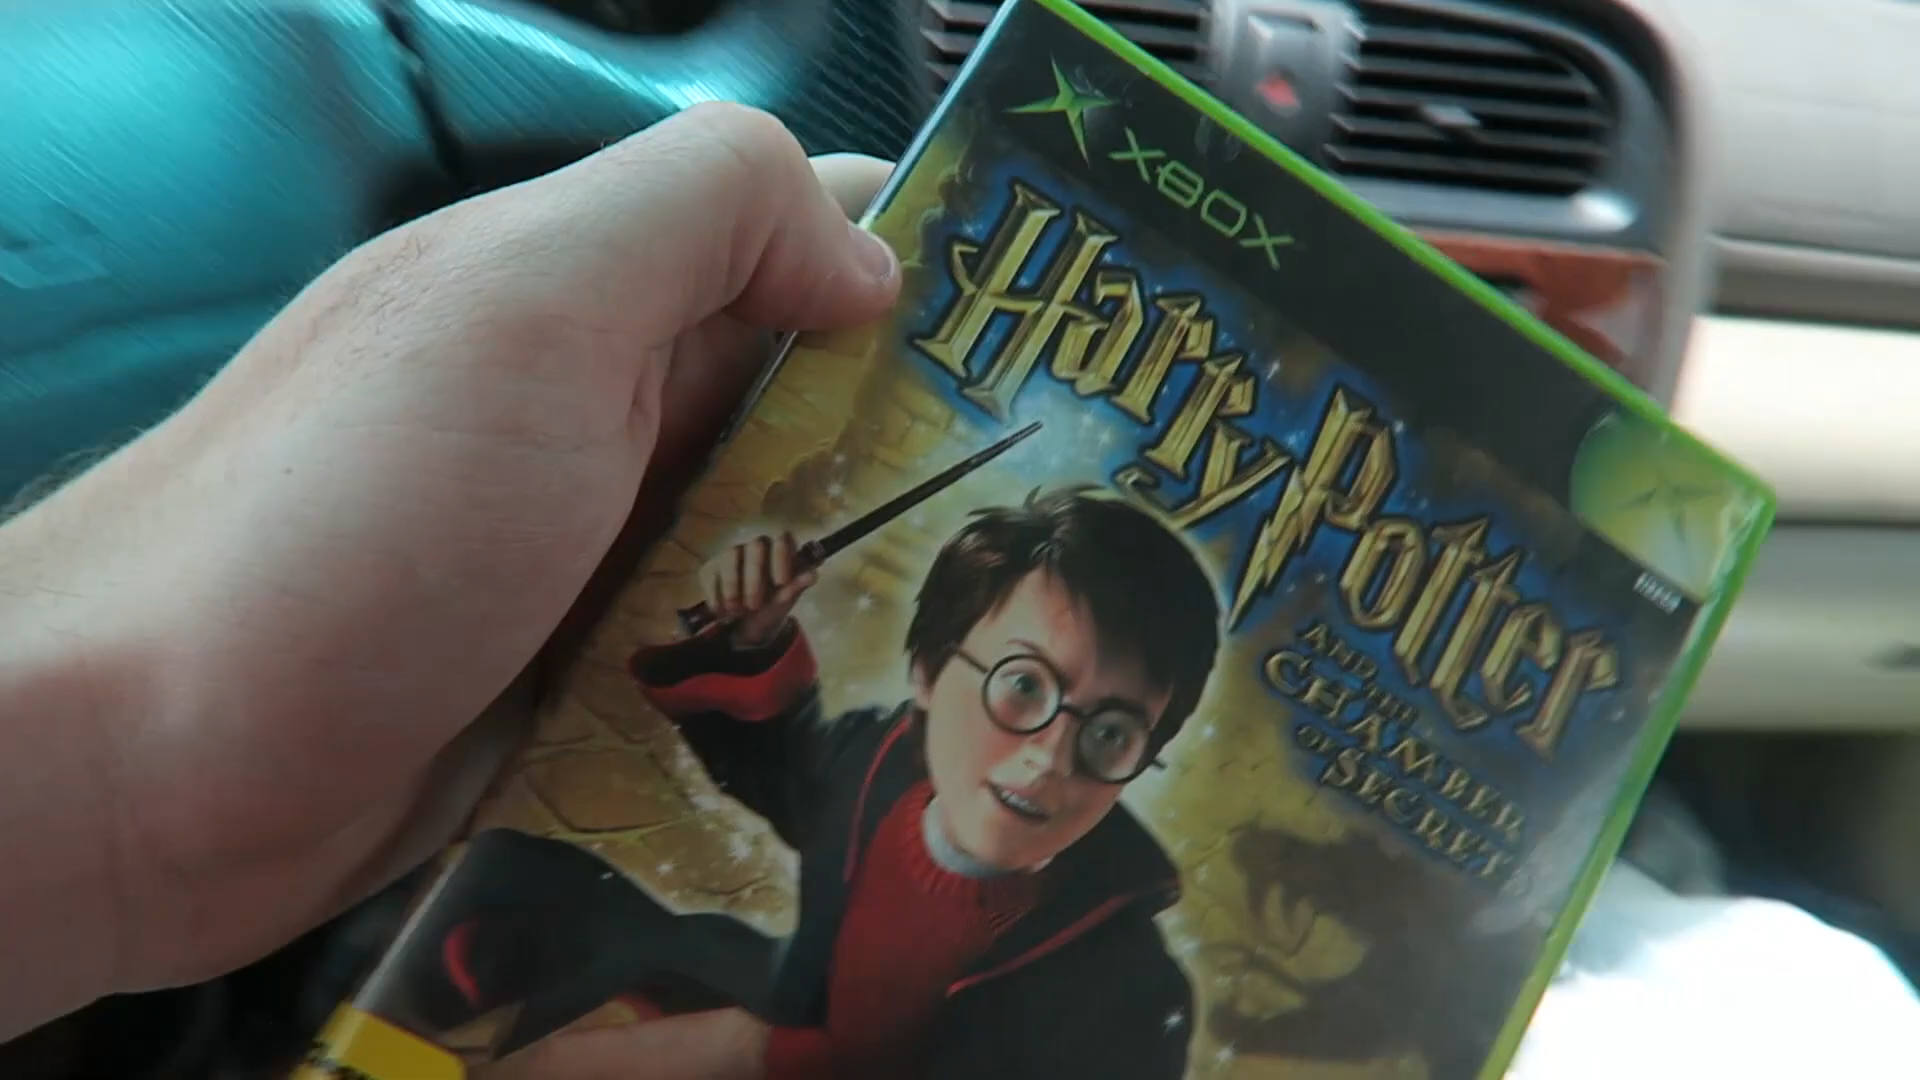 XBOX
Harry Potter
AND THE
CHAMBER
OF
SECRETS